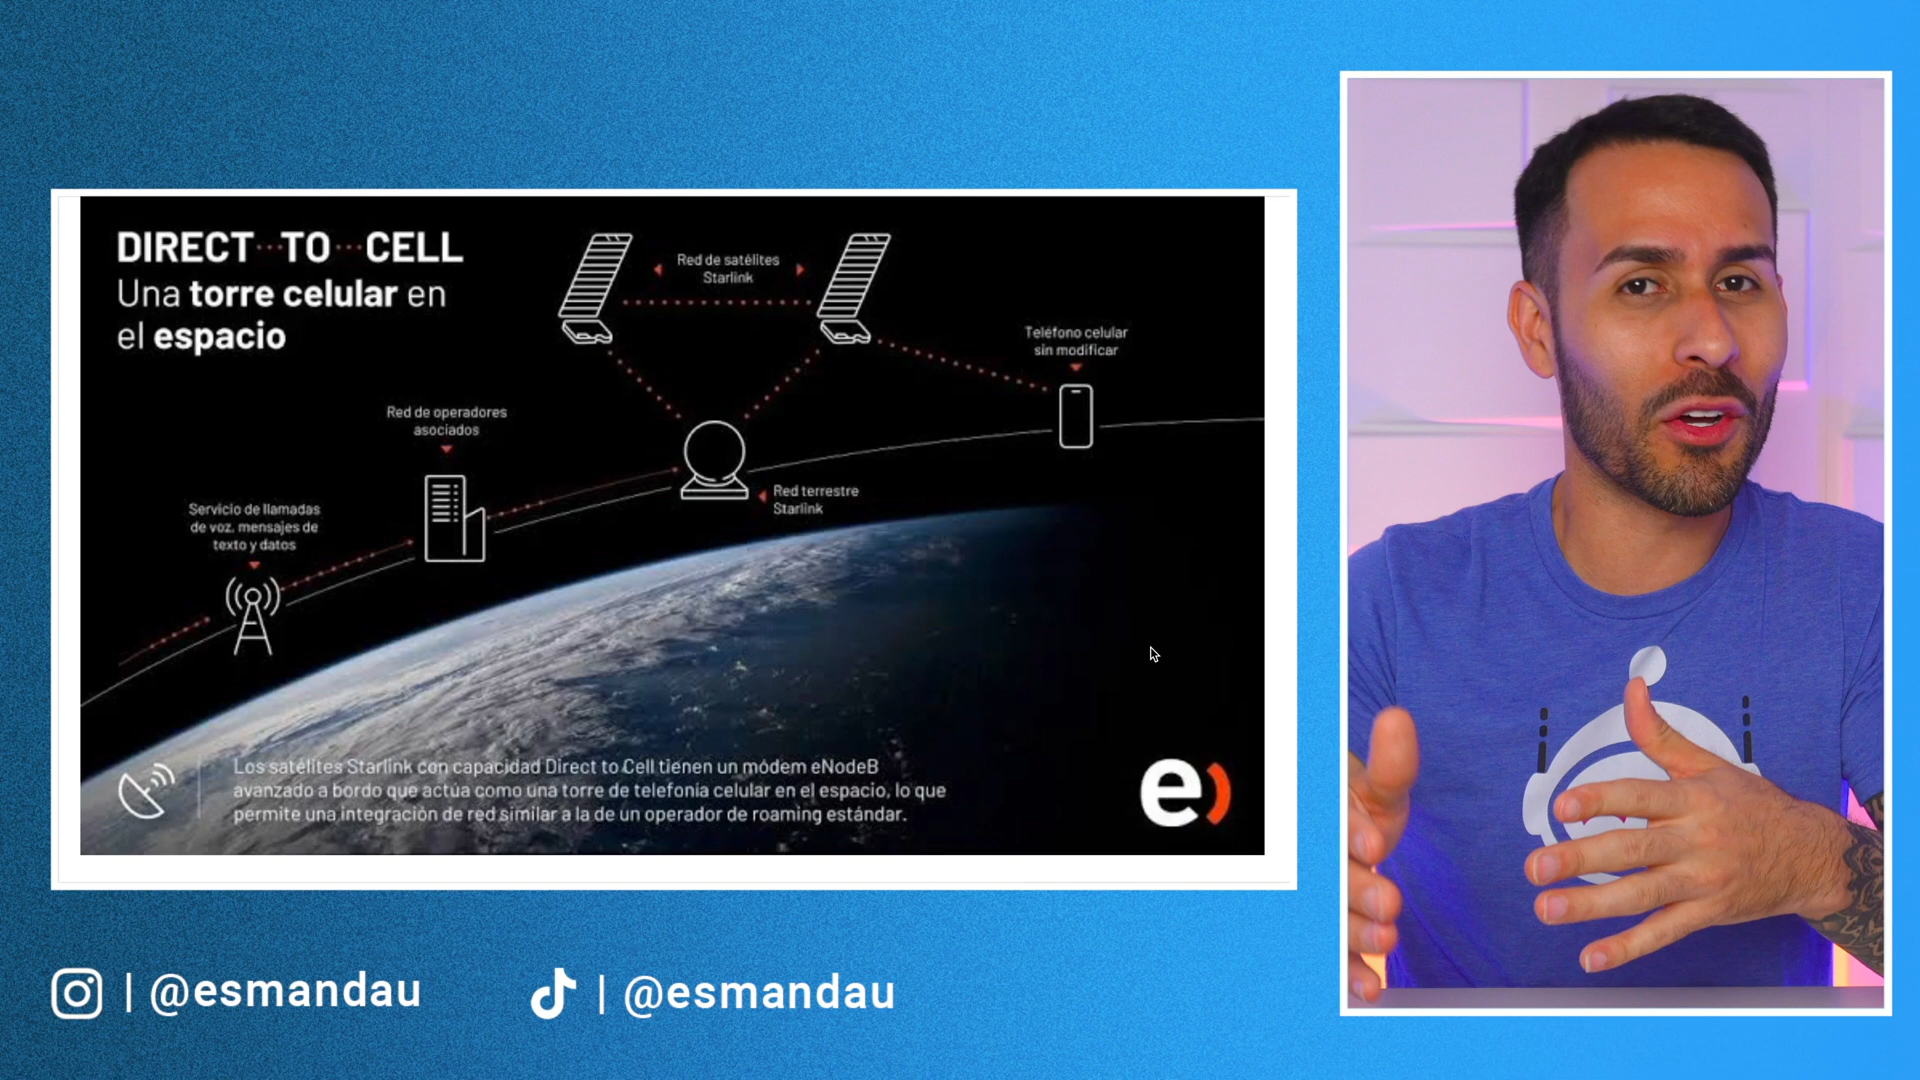 DIRECT···TO···CELL
Una torre celular en
el espacio
Red de satélites
Starlink
Teléfono celular
sin modificar
Red de operadores
asociados
Red terrestre
Starlink
Servicio de llamadas
de voz, mensajes de
texto y datos
Los satélites Starlink con capacidad Direct to Cell tienen un módem eNodeB
avanzado a bordo que actúa como una torre de telefonía celular en el espacio, lo que
permite una integración de red similar a la de un operador de roaming estándar.
e)
| @esmandau
| @esmandau